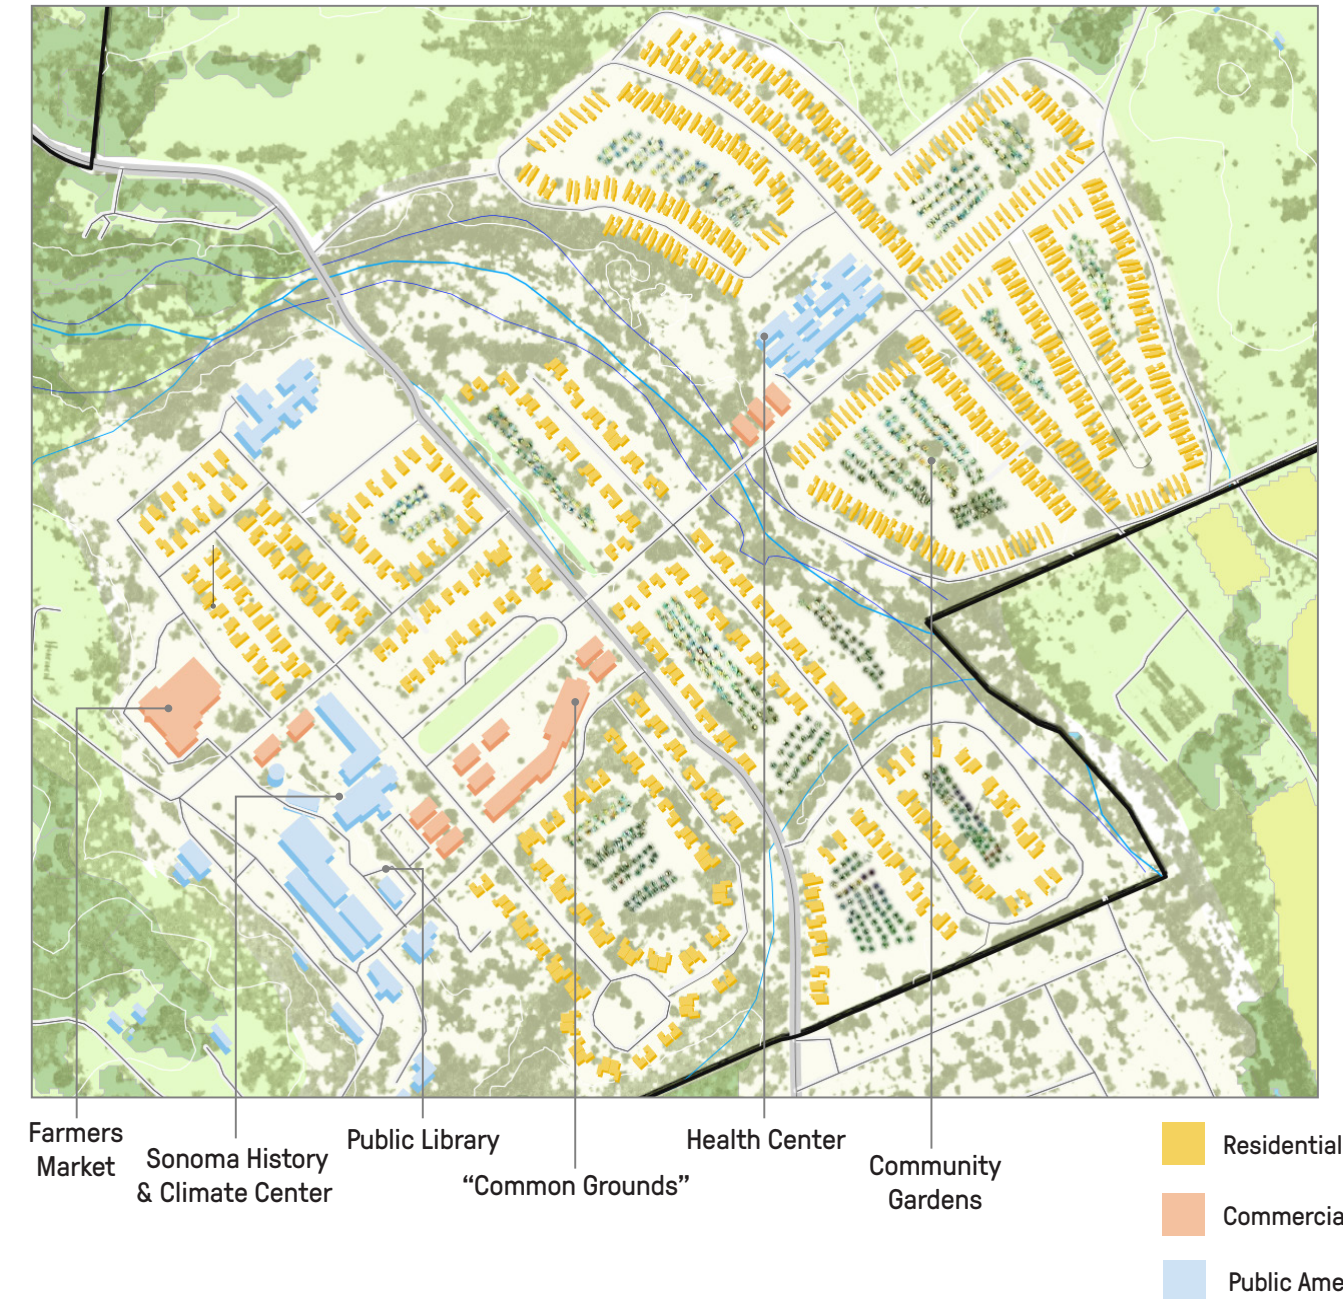 Farmers
Market
Sonoma History
& Climate Center
Public Library
“Common Grounds”
Health Center
Community
Gardens
Residential
Commercia
Public Ame